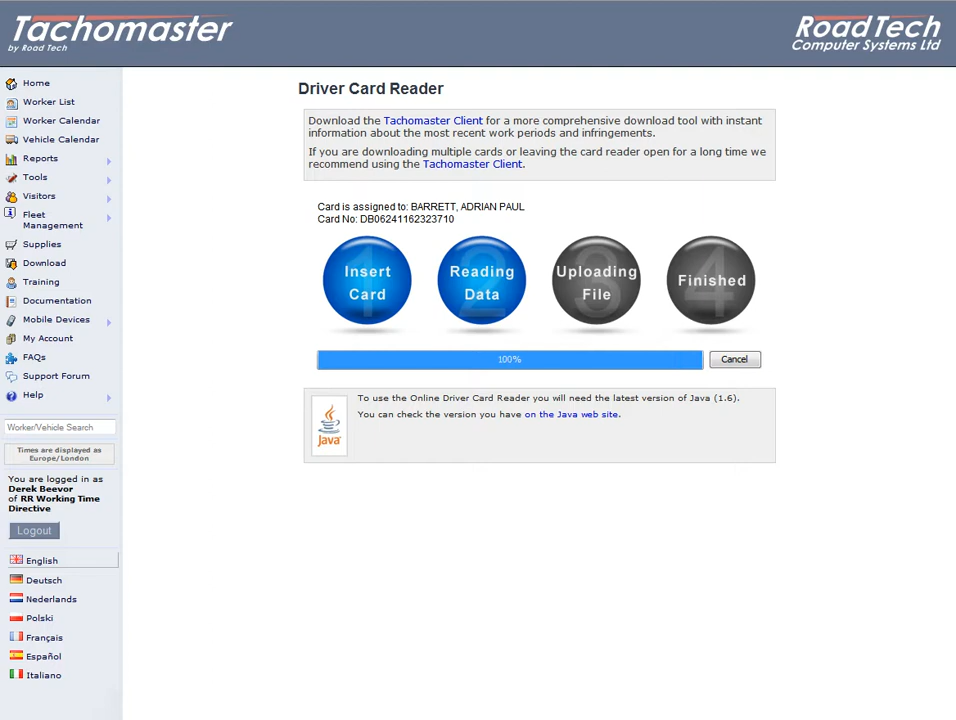 Tachomaster
by Road Tech
RoadTech
Computer Systems Ltd
Home
Worker List
Worker Calendar
Vehicle Calendar
Reports
Tools
Visitors
Fleet
Management
Supplies
Download
Training
Documentation
Mobile Devices
My Account
FAQs
Support Forum
Help
Worker/Vehicle Search
Times are displayed as
Europe/London
You are logged in as
Derek Beevor
of RR Working Time
Directive
Logout
English
Deutsch
Nederlands
Polski
Français
Español
Italiano
Driver Card Reader
Download the Tachomaster Client for a more comprehensive download tool with instant
information about the most recent work periods and infringements.
If you are downloading multiple cards or leaving the card reader open for a long time we
recommend using the Tachomaster Client.
Card is assigned to: BARRETT, ADRIAN PAUL
Card No: DB06241162323710
1 Insert Card
2 Reading Data
3 Uploading File
4 Finished
100%
Cancel
Java
To use the Online Driver Card Reader you will need the latest version of Java (1.6).
You can check the version you have on the Java web site.